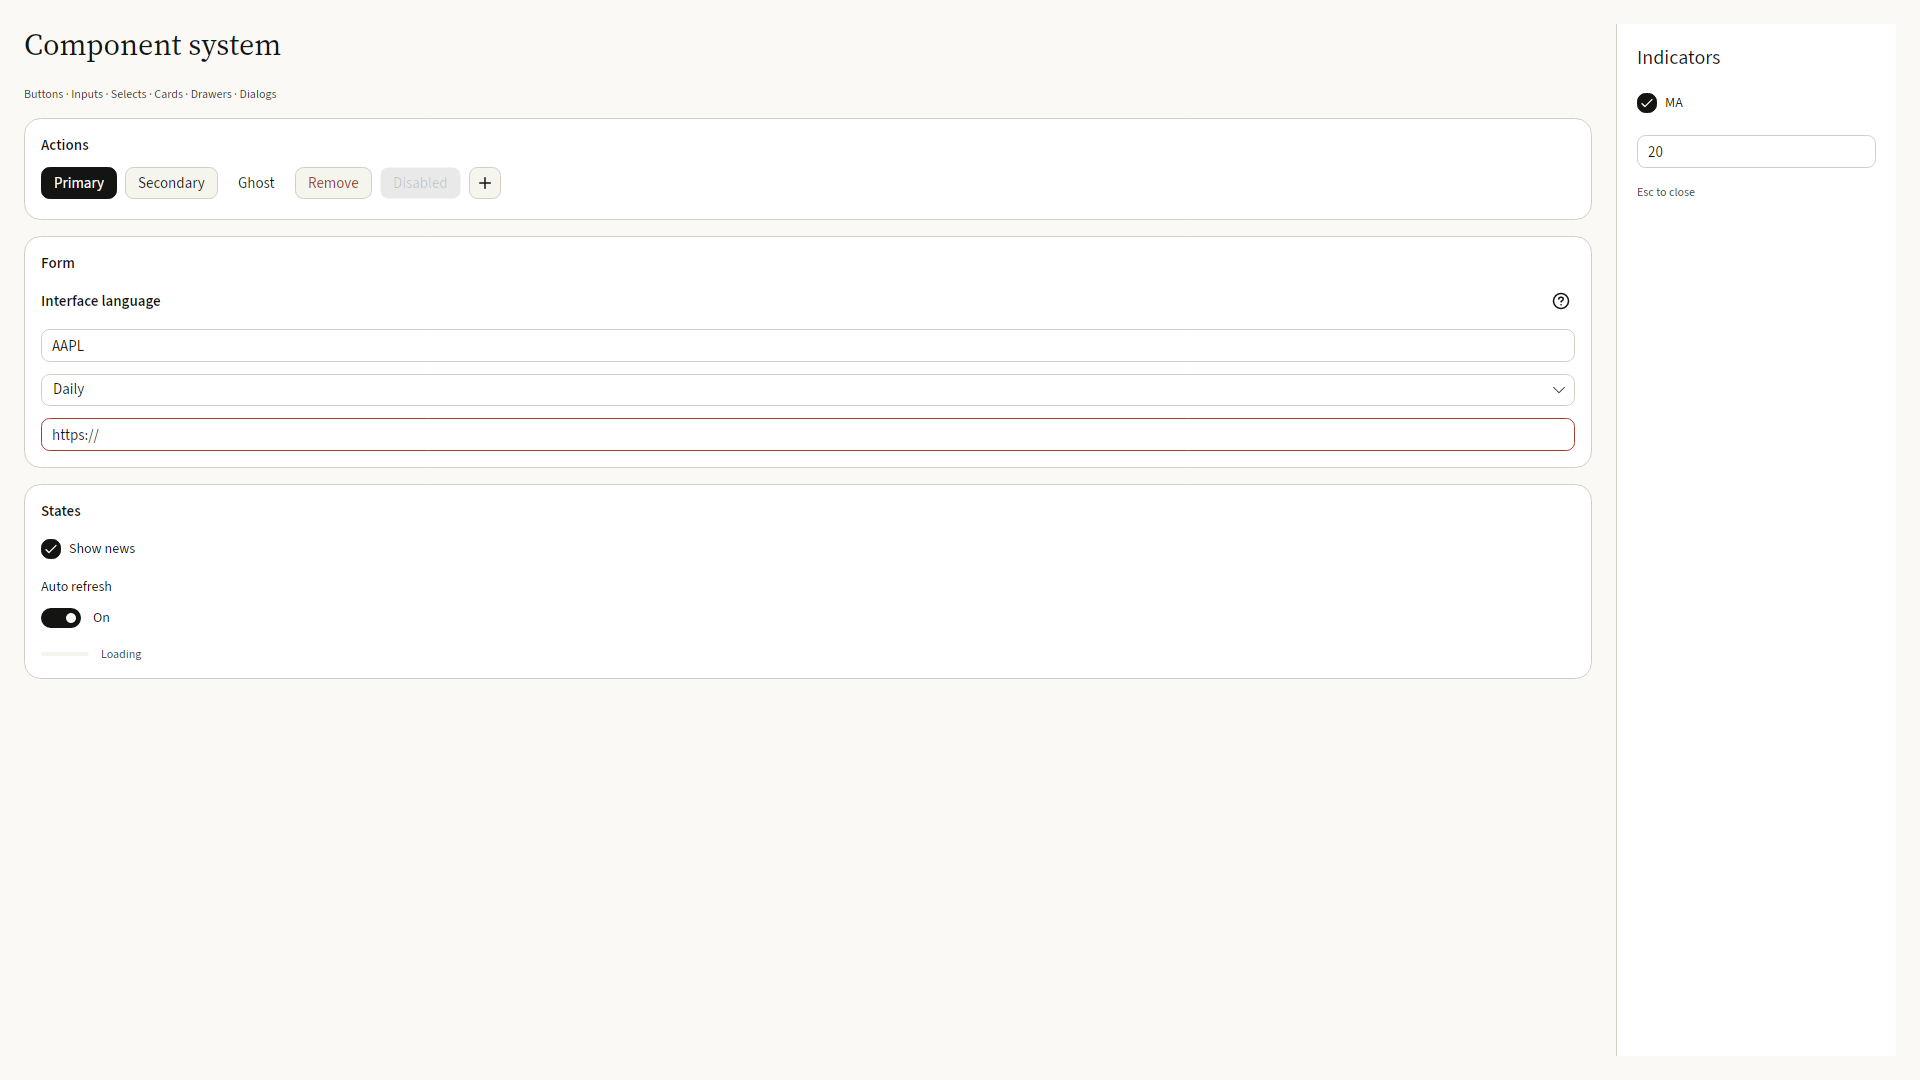 Component system
Buttons · Inputs · Selects · Cards · Drawers · Dialogs
Actions
Primary Secondary Ghost Remove Disabled
Form
Interface language
AAPL
Daily
https://
States
Show news
Auto refresh
On
Loading
Indicators
MA
20
Esc to close